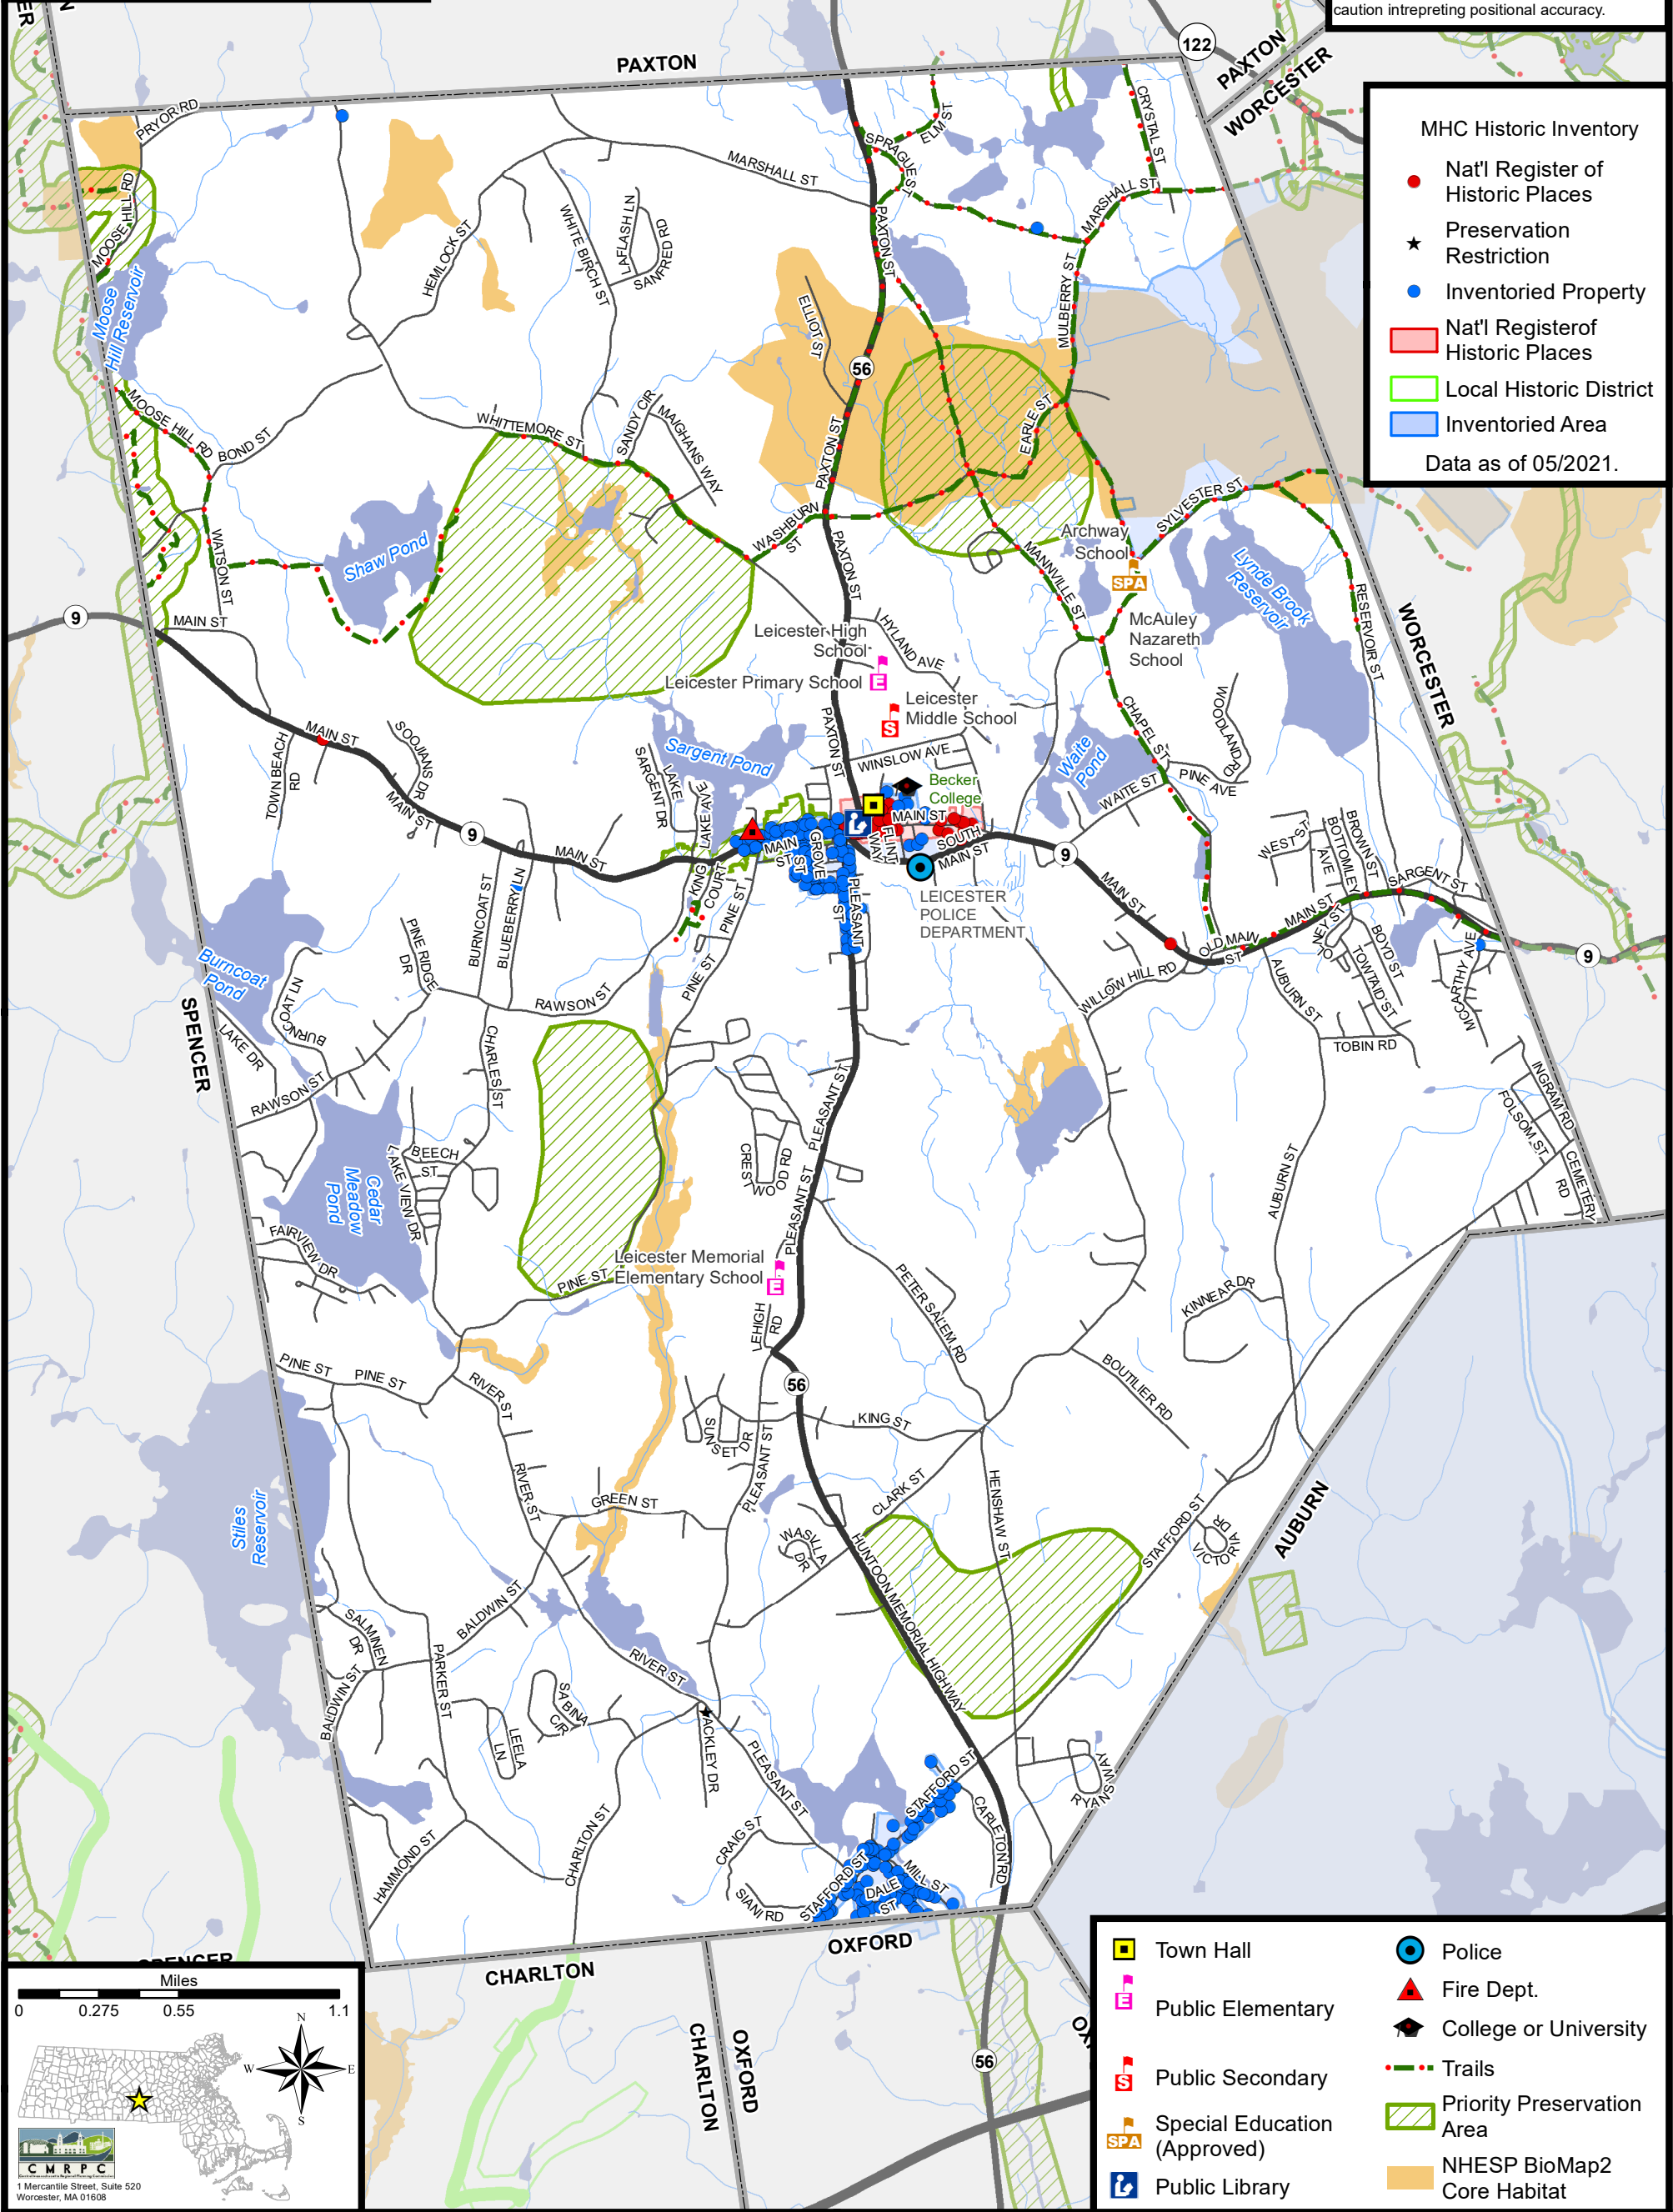 caution intrepreting positional accuracy.
122
PAXTON
PAXTON
WORCESTER
MHC Historic Inventory
Nat'l Register of
Historic Places
Preservation
Restriction
Inventoried Property
Nat'l Registerof
Historic Places
Local Historic District
Inventoried Area
Data as of 05/2021.
PRYOR RD
MOOSE HILL RD
Moose
Hill Reservoir
HEMLOCK ST
WHITE BIRCH ST
LAFLASH LN
SANFRED RD
MARSHALL ST
SPRAGUE ST
ELM ST
CRYSTAL ST
MARSHALL ST
PAXTON ST
MULBERRY ST
ELLIOT ST
56
EARLE ST
MOOSE HILL RD
BOND ST
WHITTEMORE ST
SANDY CIR
MAIGHANS WAY
PAXTON ST
WASHBURN
ST
SYLVESTER ST
Archway
School
SPA
WATSON ST
Shaw Pond
PAXTON ST
MANNVILLE ST
Lynde Brook
Reservoir
RESERVOIR ST
WORCESTER
9
MAIN ST
HYLAND AVE
Leicester High
School
McAuley
Nazareth
School
Leicester Primary School
E
Leicester
Middle School
S
MAIN ST
SOOJIANS DR
TOWN BEACH
RD
Sargent Pond
SARGENT DR
LAKE
LAKE AVE
PAXTON ST
WINSLOW AVE
Becker
College
Waite
Pond
CHAPEL ST
WOODLAND RD
PINE AVE
WAITE ST
MAIN ST
9
MAIN ST
MAIN
ST
GROVE
MAIN ST
FLINT
WAY
SOUTH
MAIN ST
9
MAIN ST
WEST ST
BOTTOMLEY
AVE
BROWN ST
SARGENT ST
KING
COURT
PINE ST
PLEASANT
ST
LEICESTER
POLICE
DEPARTMENT
MAIN ST
OLD MAIN
ST
ONEY ST
BOYD ST
TOWTAID ST
MCCARTHY AVE
9
BURNCOAT ST
BLUEBERRY LN
PINE RIDGE
DR
Burncoat
Pond
BURNCOAT LN
LAKE DR
RAWSON ST
PINE ST
WILLOW HILL RD
AUBURN ST
TOBIN RD
SPENCER
RAWSON ST
CHARLES ST
INGRAM RD
FOLSOM ST
CEMETERY
RD
PLEASANT ST
Cedar
Meadow
Pond
BEECH
ST
LAKE VIEW DR
CRESTWOOD RD
AUBURN ST
FAIRVIEW DR
PLEASANT ST
Leicester Memorial
Elementary School
E
PINE ST
PETER SALEM RD
KINNEAR DR
LEHIGH
RD
PINE ST
PINE ST
RIVER ST
56
BOUTILIER RD
KING ST
SUNSET DR
PLEASANT ST
Stiles
Reservoir
RIVER ST
GREEN ST
CLARK ST
HENSHAW ST
WASILLA
DR
STAFFORD ST
VICTORIA
DR
AUBURN
HUNTOON MEMORIAL HIGHWAY
SALMINEN
DR
BALDWIN ST
BALDWIN ST
PARKER ST
RIVER ST
SABINA
CIR
LEELA
LN
ACKLEY DR
PLEASANT ST
STAFFORD ST
CARLETON RD
RYANS WAY
HAMMOND ST
CHARLTON ST
CRAIG ST
SIANI RD
STAFFORD ST
MILL ST
DALE
ST
SPENCER
CHARLTON
OXFORD
CHARLTON
OXFORD
56
Miles
0
0.275
0.55
1.1
N
W
E
S
CMRPC
1 Mercantile Street, Suite 520
Worcester, MA 01608
Town Hall
E
Public Elementary
S
Public Secondary
SPA
Special Education
(Approved)
Public Library
Police
Fire Dept.
College or University
Trails
Priority Preservation
Area
NHESP BioMap2
Core Habitat